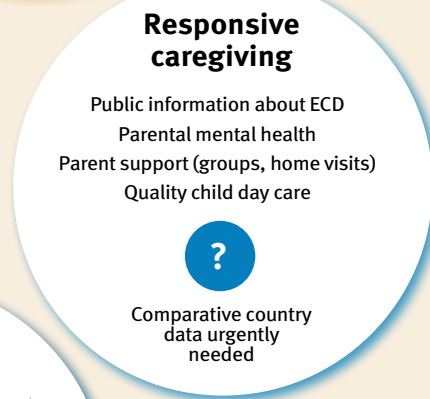 Responsive
caregiving
Public information about ECD
Parental mental health
Parent support (groups, home visits)
Quality child day care
?
Comparative country
data urgently
needed